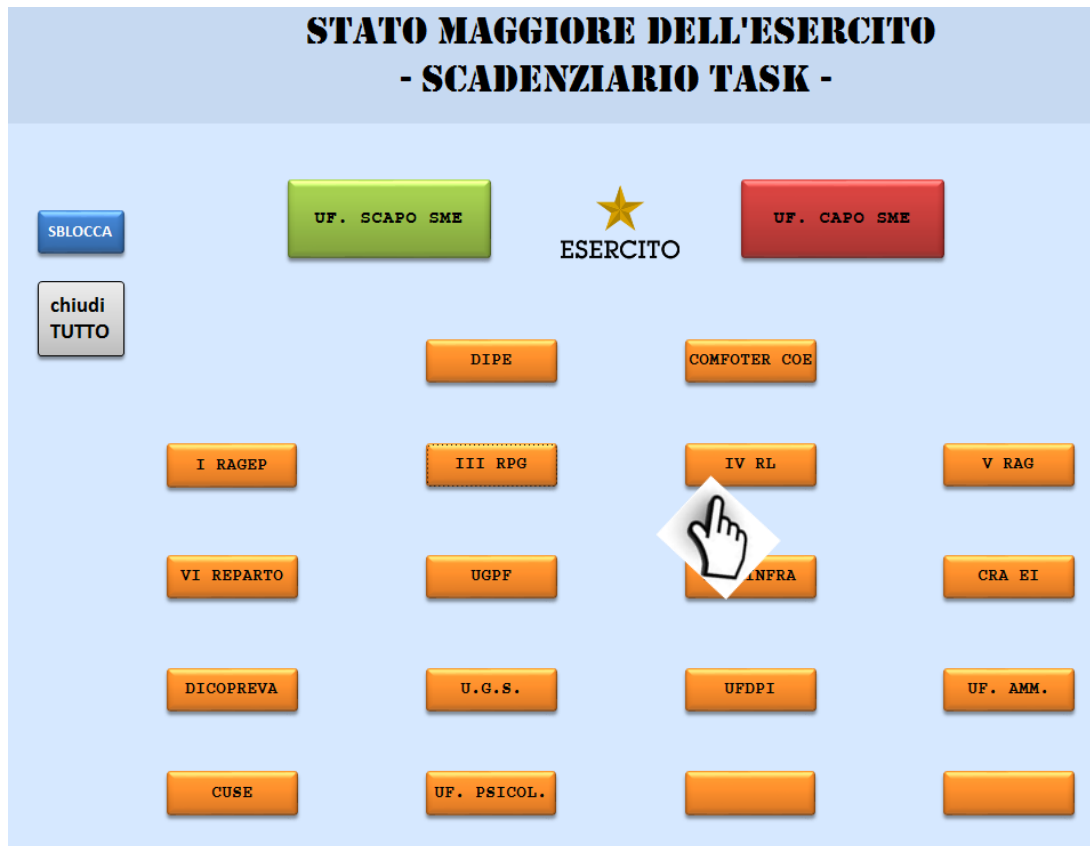 STATO MAGGIORE DELL'ESERCITO
- SCADENZIARIO TASK -
UF. SCAPO SME
UF. CAPO SME
SBLOCCA
ESERCITO
chiudi
TUTTO
DIPE
COMFOTER COE
I RAGEP
III RPG
IV RL
V RAG
VI REPARTO
UGPF
INFRA
CRA EI
DICOPREVA
U.G.S.
UFDPI
UF. AMM.
CUSE
UF. PSICOL.